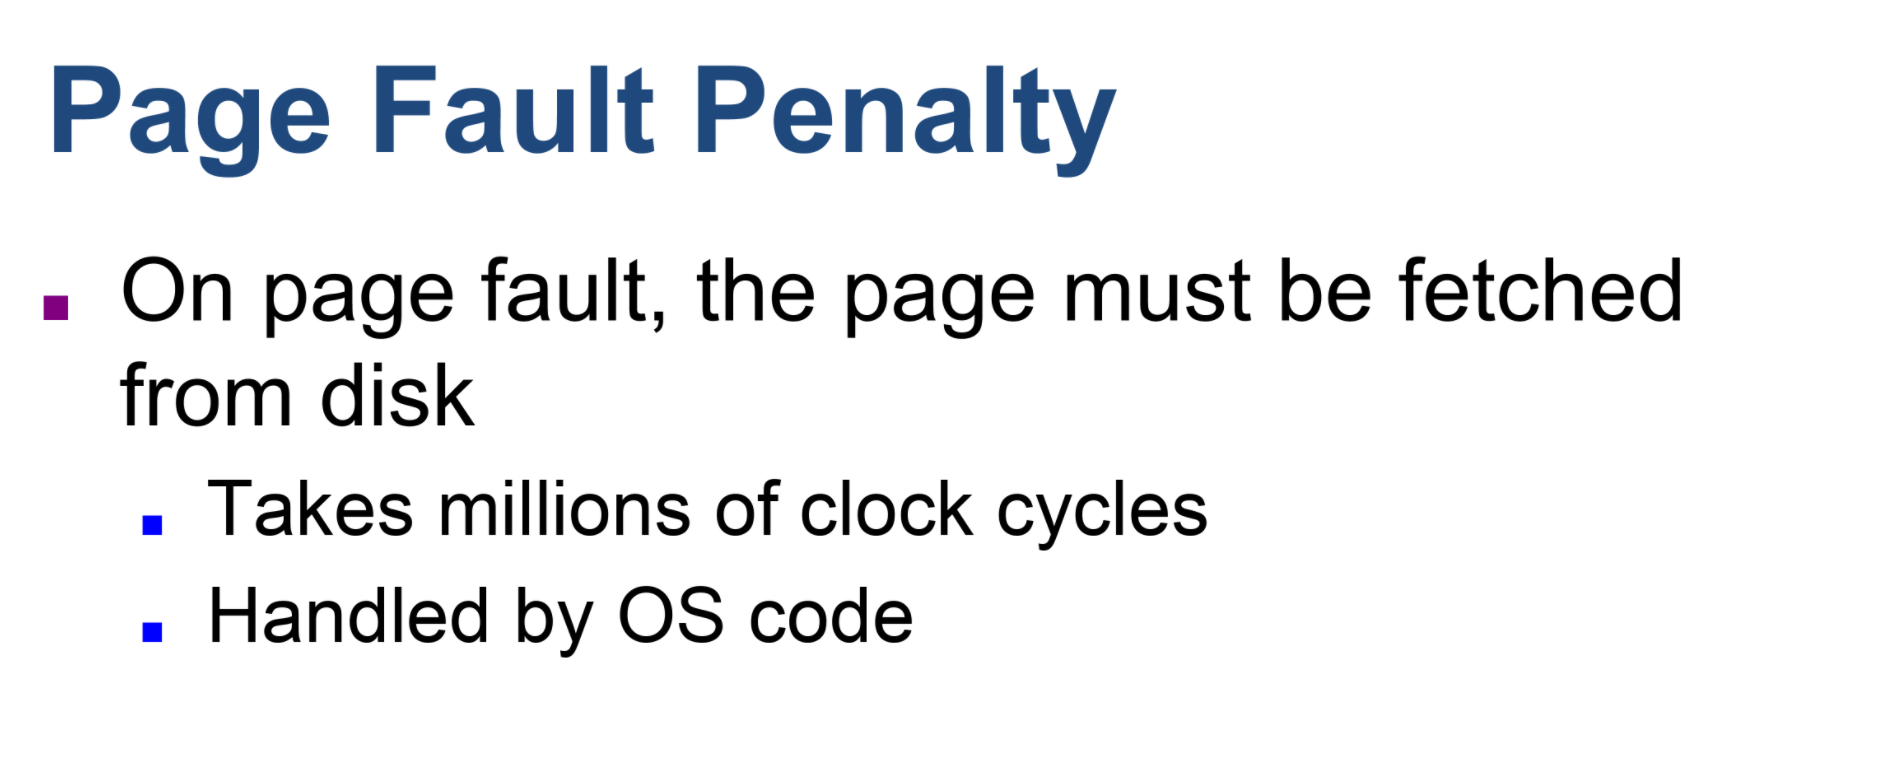 Page Fault Penalty
On page fault, the page must be fetched
from disk
Takes millions of clock cycles
Handled by OS code